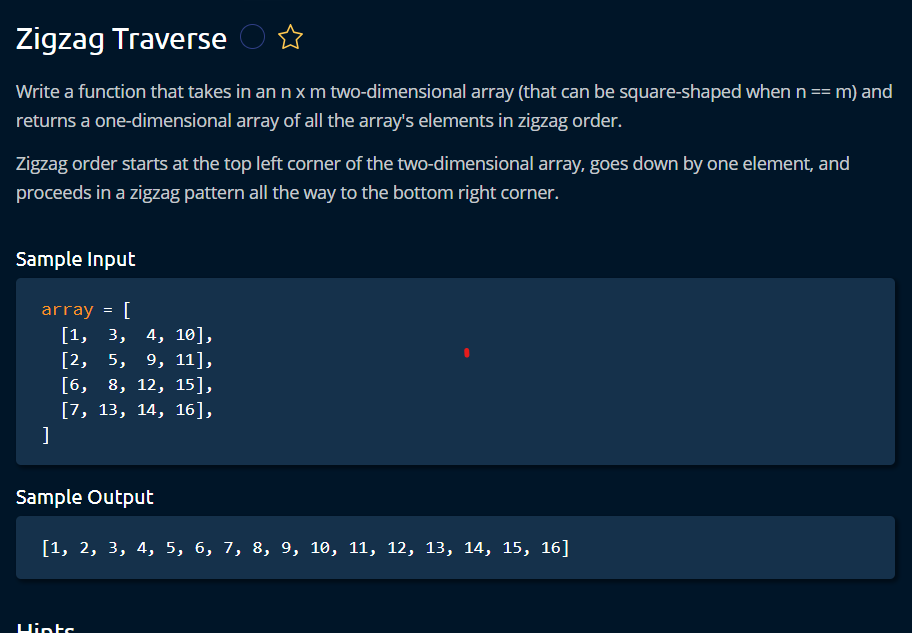 Zigzag Traverse
Write a function that takes in an n x m two-dimensional array (that can be square-shaped when n == m) and
returns a one-dimensional array of all the array's elements in zigzag order.
Zigzag order starts at the top left corner of the two-dimensional array, goes down by one element, and
proceeds in a zigzag pattern all the way to the bottom right corner.
Sample Input
array = [
  [1,  3,  4, 10],
  [2,  5,  9, 11],
  [6,  8, 12, 15],
  [7, 13, 14, 16],
]
Sample Output
[1, 2, 3, 4, 5, 6, 7, 8, 9, 10, 11, 12, 13, 14, 15, 16]
Hints